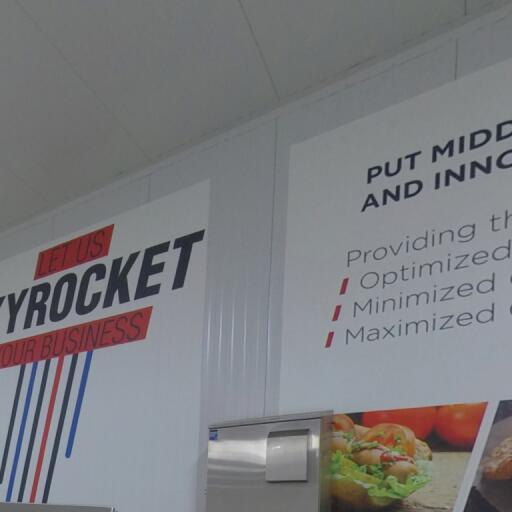 LET US
YROCKET
YOUR BUSINESS
PUT MIDD
AND INNO
Providing th
Optimized
Minimized
Maximized